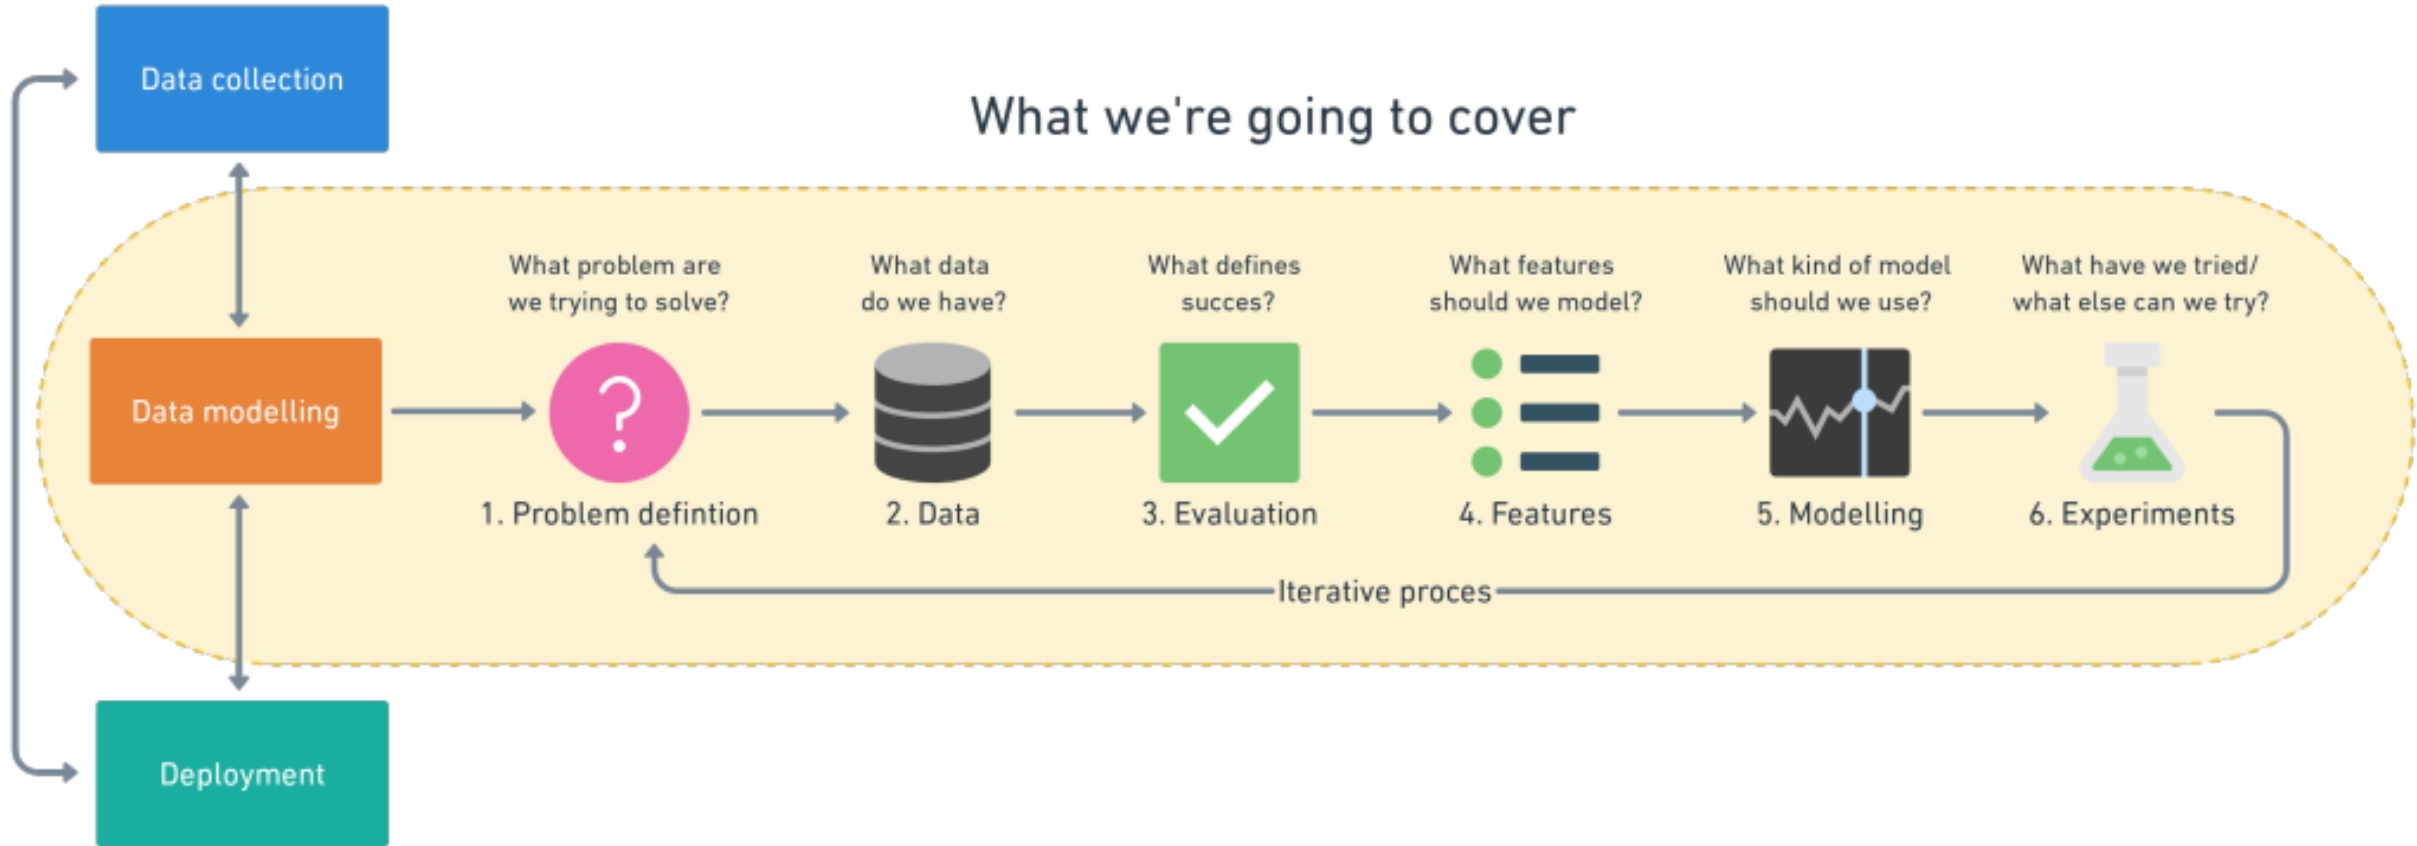 Data collection
What we're going to cover
What problem are
we trying to solve?
What data
do we have?
What defines
succes?
What features
should we model?
What kind of model
should we use?
What have we tried/
what else can we try?
Data modelling
1. Problem defintion
2. Data
3. Evaluation
4. Features
5. Modelling
6. Experiments
Iterative proces
Deployment